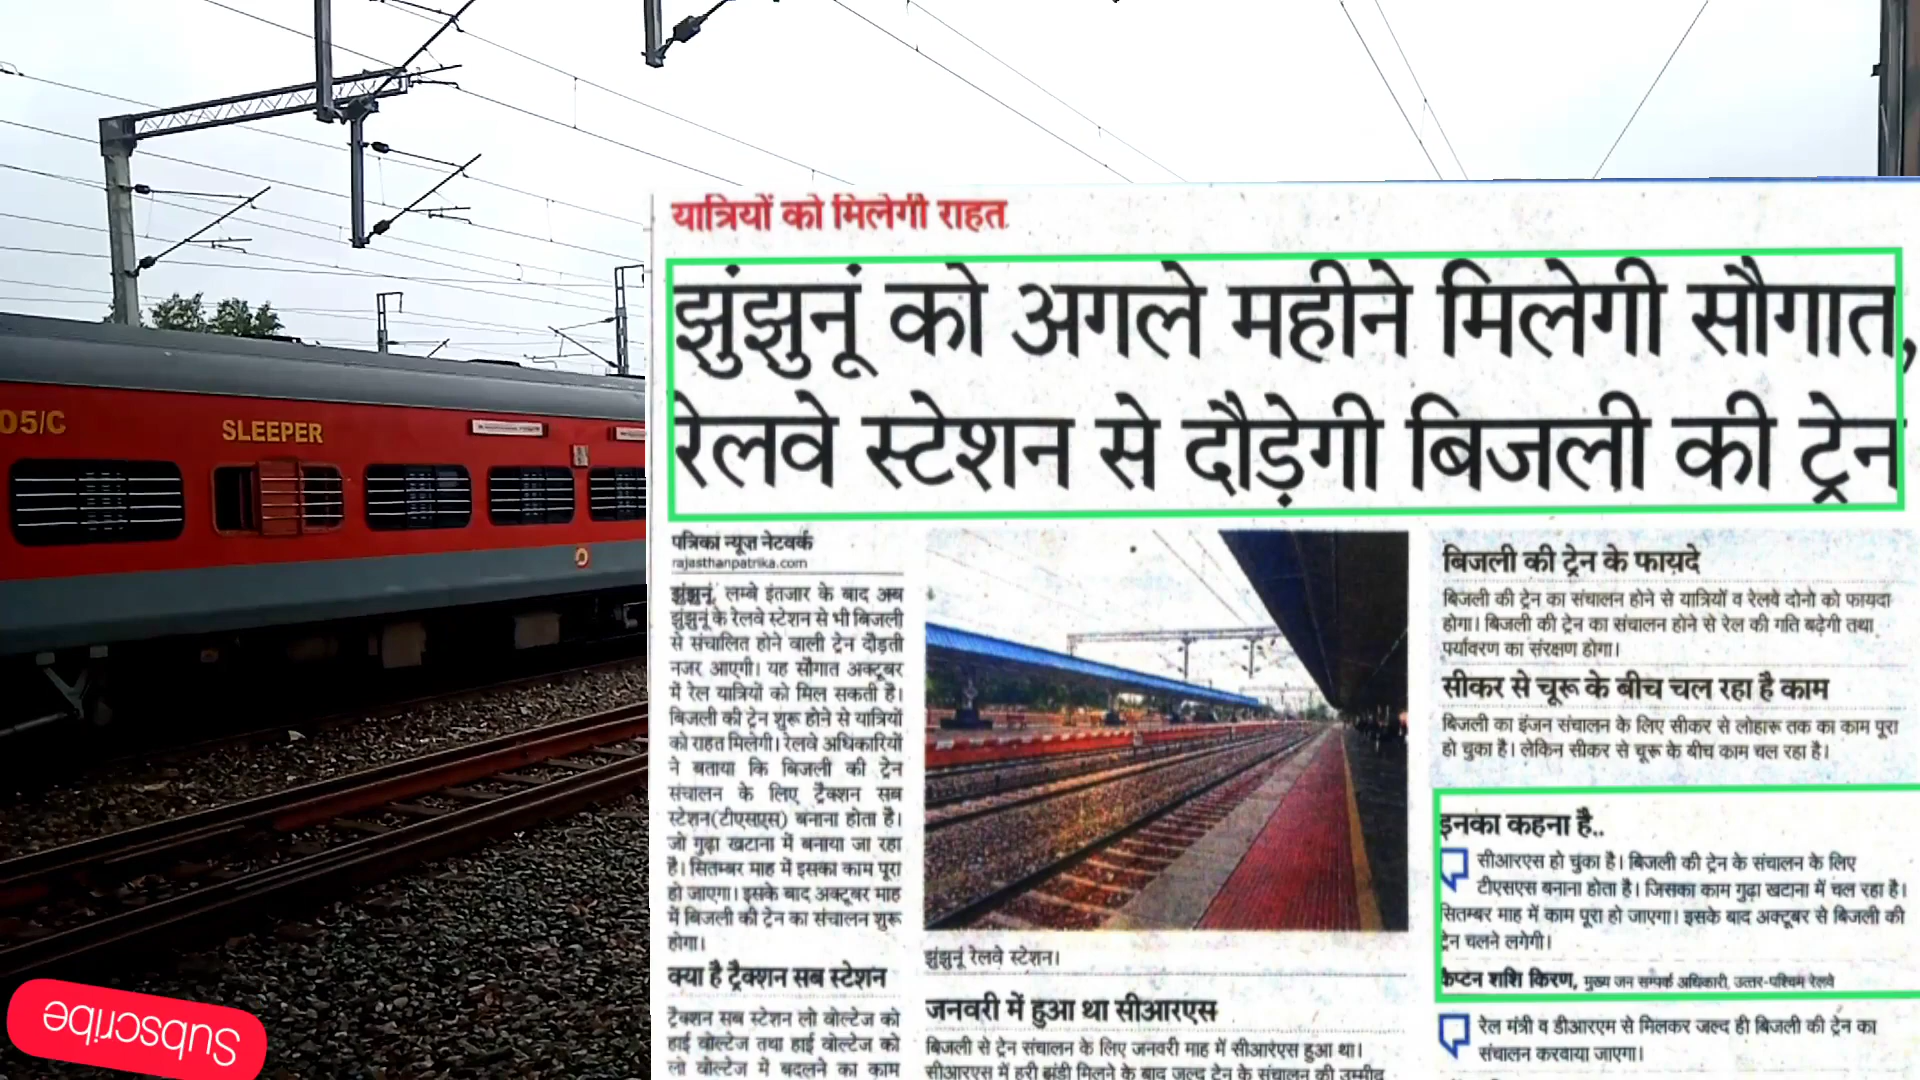 05/C
SLEEPER
Subscribe
यात्रियों को मिलेगी राहत
झुंझुनूं को अगले महीने मिलेगी सौगात,
रेलवे स्टेशन से दौड़ेगी बिजली की ट्रेन
पत्रिका न्यूज नेटवर्क
rajasthanpatrika.com
झुंझुनूं. लम्बे इंतजार के बाद अब
झुंझुनूं के रेलवे स्टेशन से भी बिजली
से संचालित होने वाली ट्रेन दौड़ती
नजर आएगी। यह सौगात अक्टूबर
में रेल यात्रियों को मिल सकती है।
बिजली की ट्रेन शुरू होने से यात्रियों
को राहत मिलेगी। रेलवे अधिकारियों
ने बताया कि बिजली की ट्रेन
संचालन के लिए ट्रैक्शन सब
स्टेशन(टीएसएस) बनाना होता है।
जो गुढ़ा खटाना में बनाया जा रहा
है। सितम्बर माह में इसका काम पूरा
हो जाएगा। इसके बाद अक्टूबर माह
में बिजली की ट्रेन का संचालन शुरू
होगा।
क्या है ट्रैक्शन सब स्टेशन
ट्रैक्शन सब स्टेशन लो वोल्टेज को
हाई वोल्टेज तथा हाई वोल्टेज को
लो वोल्टेज में बदलने का काम
झुंझुनूं रेलवे स्टेशन।
जनवरी में हुआ था सीआरएस
बिजली से ट्रेन संचालन के लिए जनवरी माह में सीआरएस हुआ था।
सीआरएस में हरी झंडी मिलने के बाद जल्द ट्रेन के संचालन की उम्मीद
बिजली की ट्रेन के फायदे
बिजली की ट्रेन का संचालन होने से यात्रियों व रेलवे दोनो को फायदा
होगा। बिजली की ट्रेन का संचालन होने से रेल की गति बढ़ेगी तथा
पर्यावरण का संरक्षण होगा।
सीकर से चूरू के बीच चल रहा है काम
बिजली का इंजन संचालन के लिए सीकर से लोहारू तक का काम पूरा
हो चुका है। लेकिन सीकर से चूरू के बीच काम चल रहा है।
इनका कहना है..
सीआरएस हो चुका है। बिजली की ट्रेन के संचालन के लिए
टीएसएस बनाना होता है। जिसका काम गुढ़ा खटाना में चल रहा है।
सितम्बर माह में काम पूरा हो जाएगा। इसके बाद अक्टूबर से बिजली की
ट्रेन चलने लगेगी।
कैप्टन शशि किरण, मुख्य जन सम्पर्क अधिकारी, उत्तर-पश्चिम रेलवे
रेल मंत्री व डीआरएम से मिलकर जल्द ही बिजली की ट्रेन का
संचालन करवाया जाएगा।